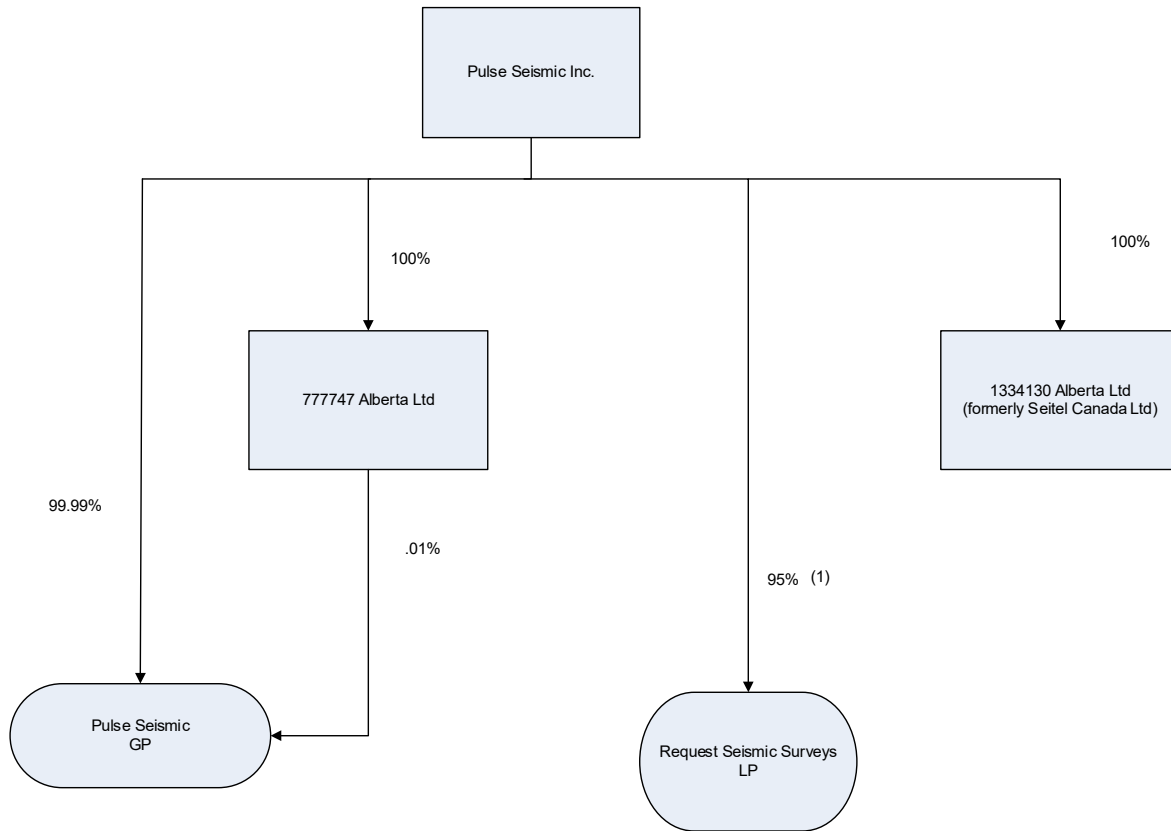 Pulse Seismic Inc.
100%
100%
777747 Alberta Ltd
1334130 Alberta Ltd
(formerly Seitel Canada Ltd)
99.99%
.01%
95% (1)
Pulse Seismic
GP
Request Seismic Surveys
LP